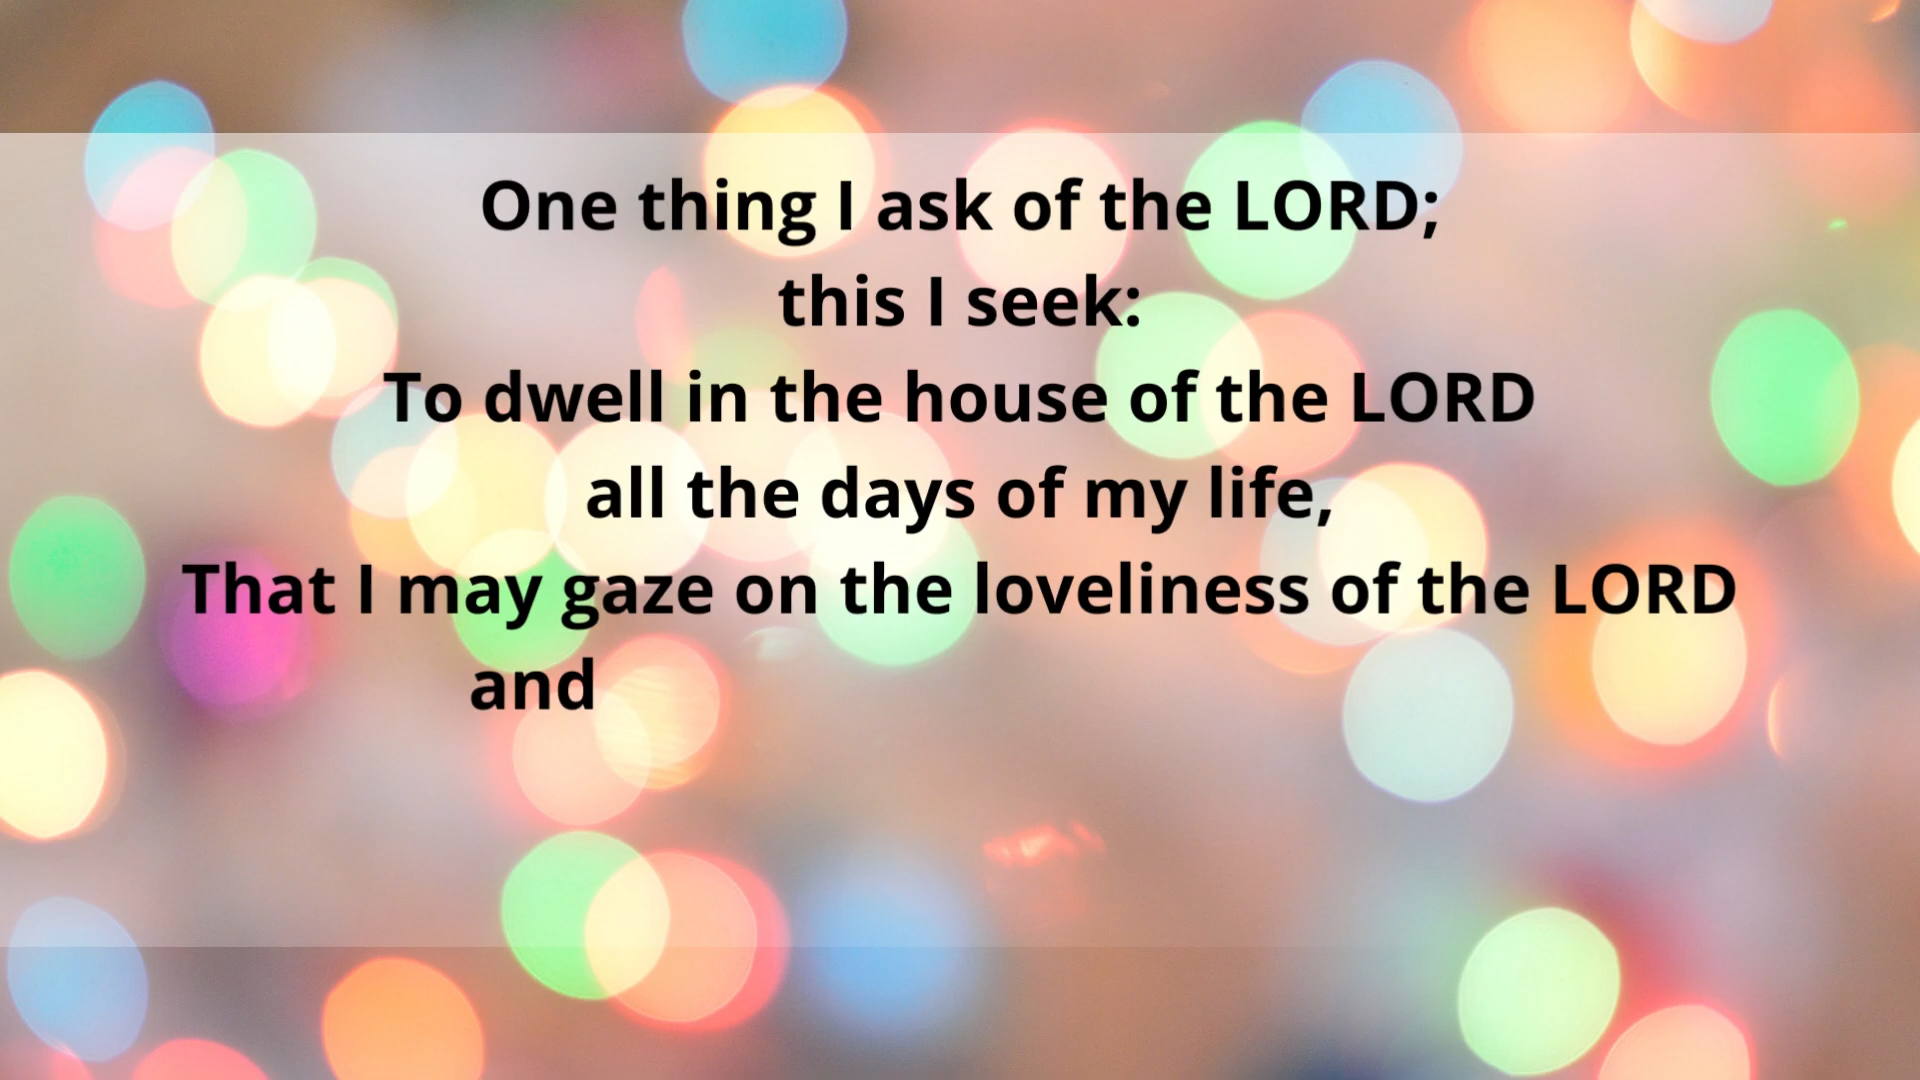 One thing I ask of the LORD;
this I seek:
To dwell in the house of the LORD
all the days of my life,
That I may gaze on the loveliness of the LORD
and